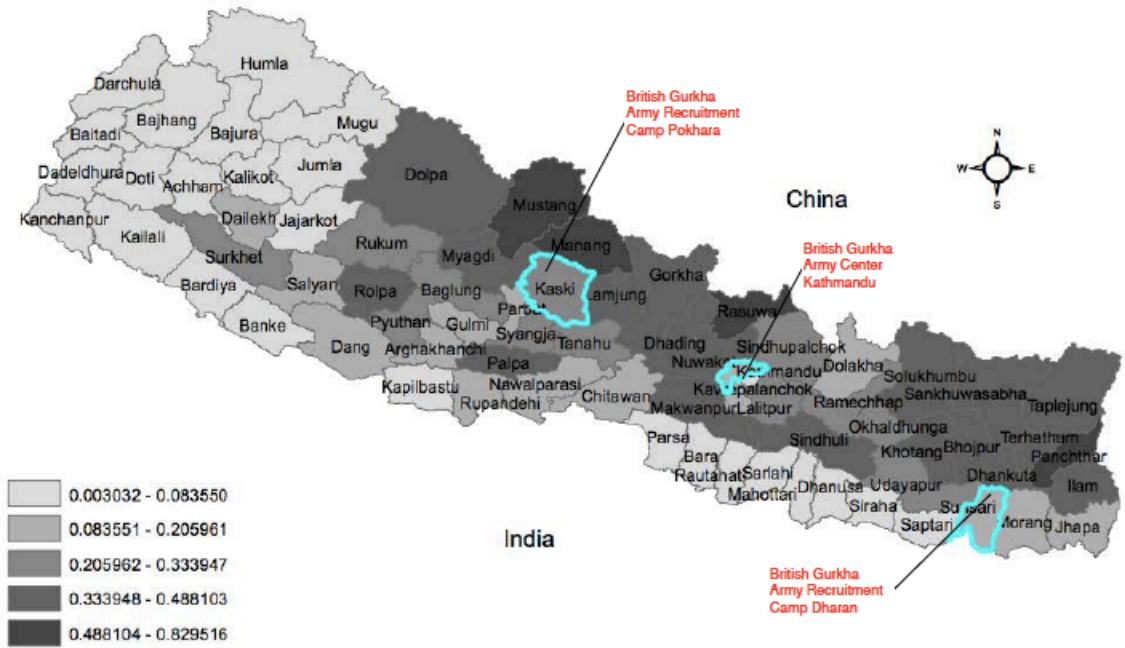 Humla
Darchula
Bajhang
Mugu
Baitadi
Bajura
Jumla
Dadeldhura
Doti
Kalikot
Achham
Kanchanpur
Dailekh
Jajarkot
Kailali
Surkhet
Bardiya
Salyan
Banke
British Gurkha
Army Recruitment
Camp Pokhara
Dolpa
Mustang
Manang
Rukum
Myagdi
Gorkha
Kaski
Lamjung
Rolpa
Baglung
Parbat
Pyuthan
Gulmi
Syangja
Tanahu
Dang
Arghakhanchi
Palpa
Kapilbastu
Nawalparasi
Rupandehi
Chitawan
China
N
W
E
S
British Gurkha
Army Center
Kathmandu
Rasuwa
Dhading
Sindhupalchok
Nuwako
Kathmandu
Dolakha
Kavrepalanchok
Solukhumbu
Sankhuwasabha
Taplejung
Makwanpur
Lalitpur
Ramechhap
Okhaldhunga
Parsa
Sindhuli
Khotang
Bhojpur
Terhathum
Panchthar
Bara
Rautahat
Sarlahi
Dhankuta
Mahottari
Dhanusa
Udayapur
Ilam
Siraha
Sunsari
Saptari
Morang
Jhapa
India
British Gurkha
Army Recruitment
Camp Dharan
0.003032 - 0.083550
0.083551 - 0.205961
0.205962 - 0.333947
0.333948 - 0.488103
0.488104 - 0.829516